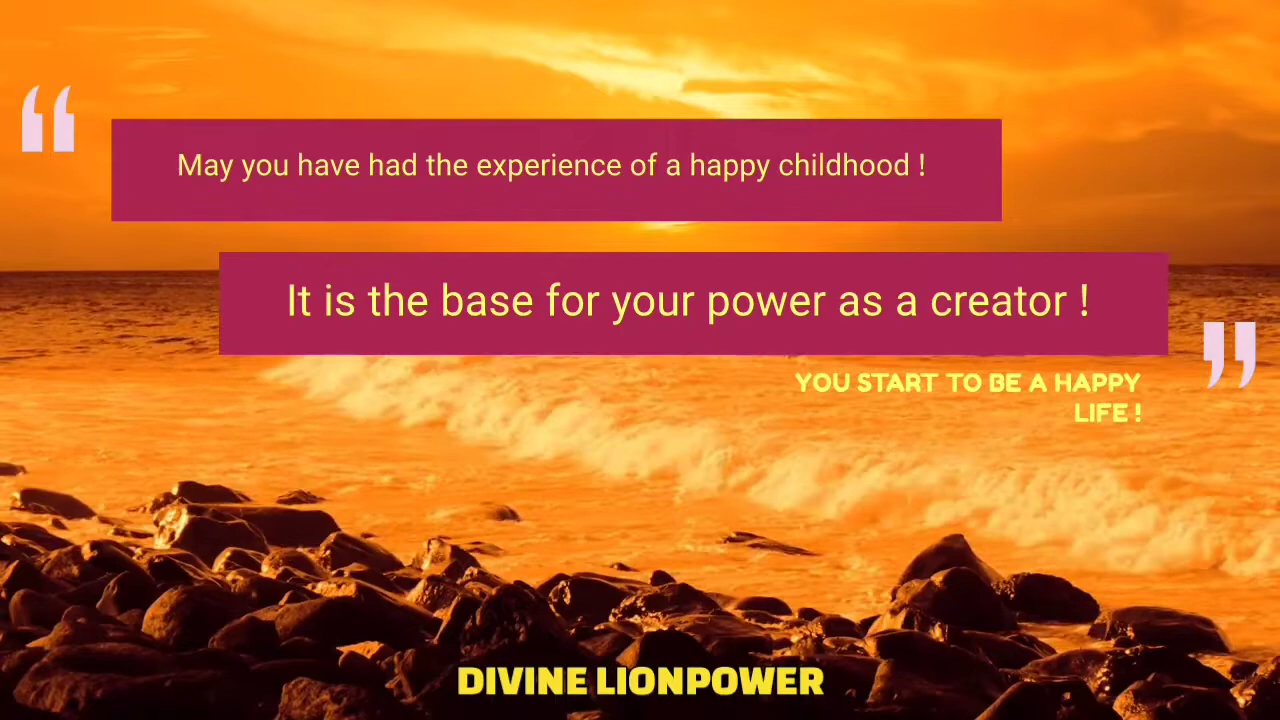 “
May you have had the experience of a happy childhood !
It is the base for your power as a creator !
”
YOU START TO BE A HAPPY
LIFE !
DIVINE LIONPOWER